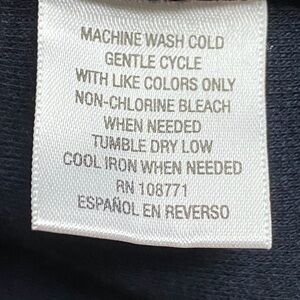 MACHINE WASH COLD
GENTLE CYCLE
WITH LIKE COLORS ONLY
NON-CHLORINE BLEACH
WHEN NEEDED
TUMBLE DRY LOW
COOL IRON WHEN NEEDED
RN 108771
ESPAÑOL EN REVERSO